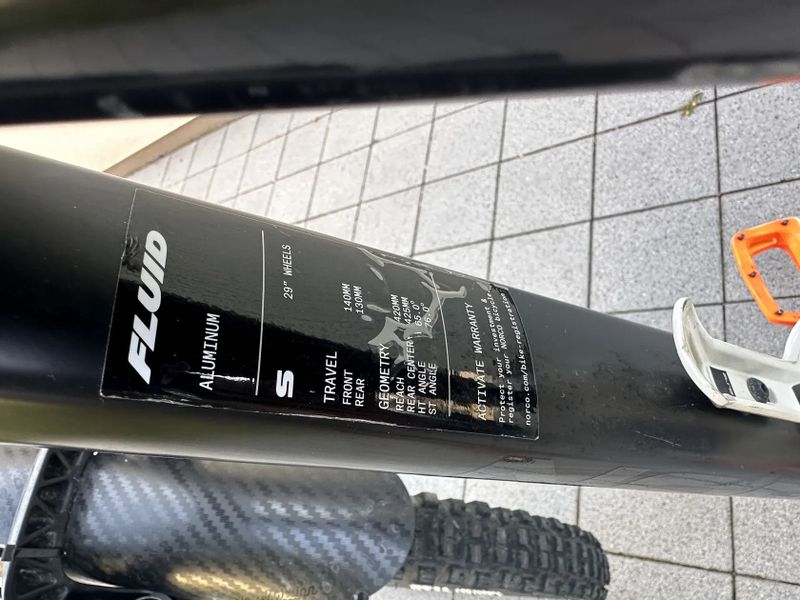 FLUID
ALUMINUM
S 29" WHEELS
TRAVEL
FRONT 140MM
REAR 130MM
GEOMETRY
REACH 420MM
REAR CENTER 425MM
HT ANGLE 65.0°
ST ANGLE 76.0°
ACTIVATE WARRANTY
Protect your investment &
register your NORCO bicycle.
norco.com/bike-registration